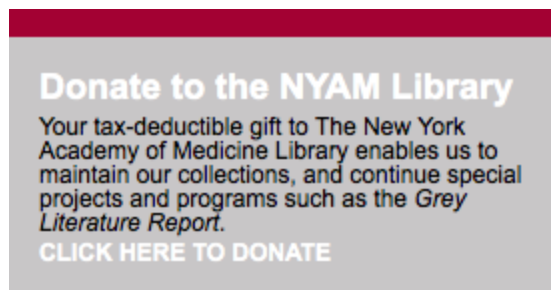 Donate to the NYAM Library
Your tax-deductible gift to The New York
Academy of Medicine Library enables us to
maintain our collections, and continue special
projects and programs such as the Grey
Literature Report.
CLICK HERE TO DONATE